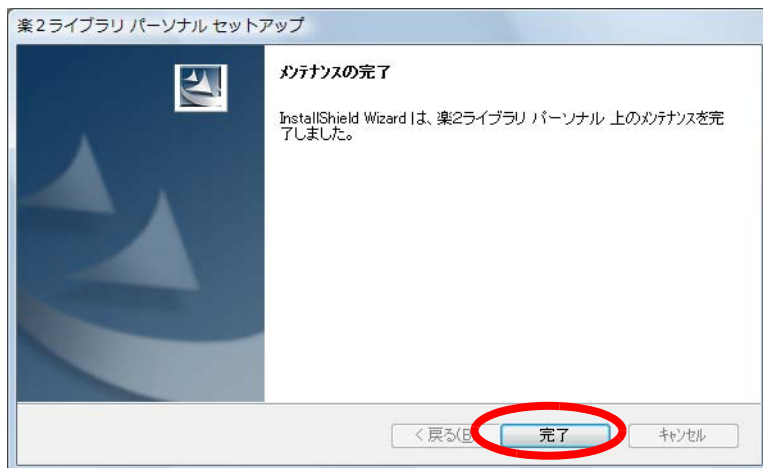 楽2ライブラリ パーソナル セットアップ
メンテナンスの完了
InstallShield Wizard は、楽2ライブラリ パーソナル 上のメンテナンスを完
了しました。
< 戻る(B 完了 キャンセル